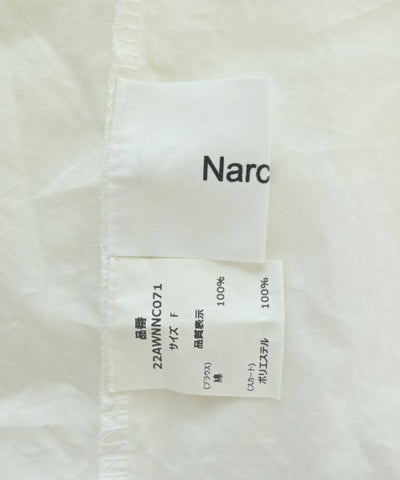 Narc
品番
22AWNNC071
サイズ F
品質表示
(ブラウス)
綿 100%
(スカート)
ポリエステル 100%